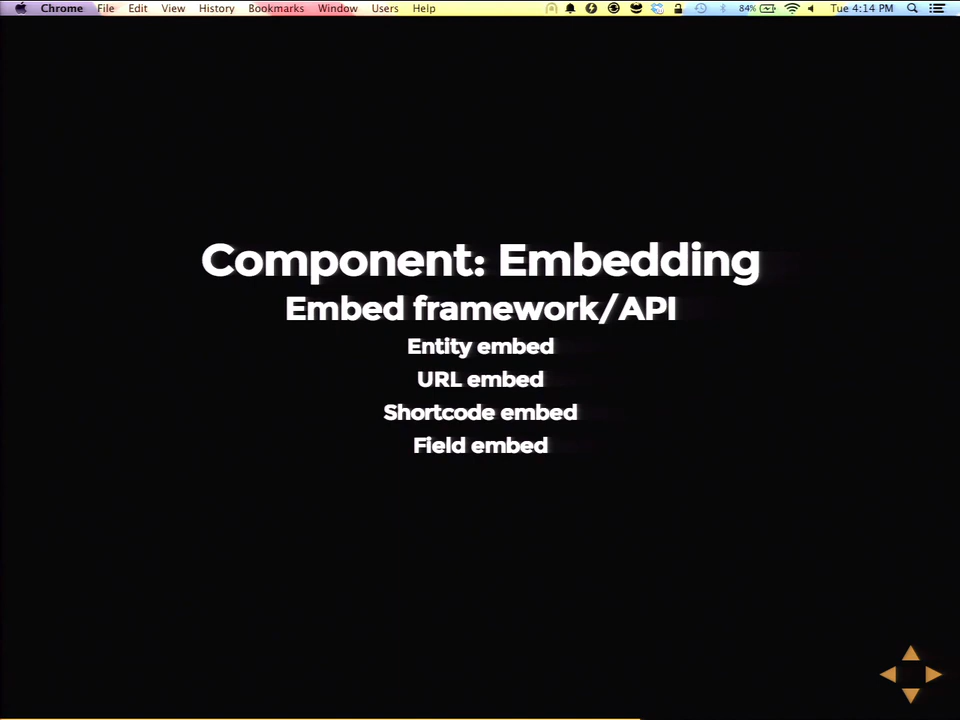 Chrome File Edit View History Bookmarks Window Users Help 84% Tue 4:14 PM
Component: Embedding
Embed framework/API
Entity embed
URL embed
Shortcode embed
Field embed